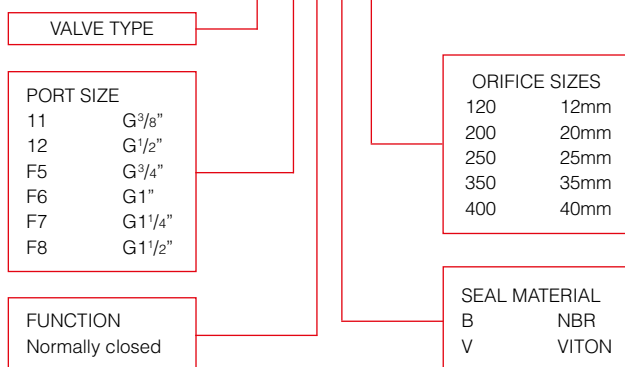 VALVE TYPE
PORT SIZE
11 G3/8”
12 G1/2”
F5 G3/4”
F6 G1”
F7 G11/4”
F8 G11/2”
FUNCTION
Normally closed
ORIFICE SIZES
120 12mm
200 20mm
250 25mm
350 35mm
400 40mm
SEAL MATERIAL
B NBR
V VITON